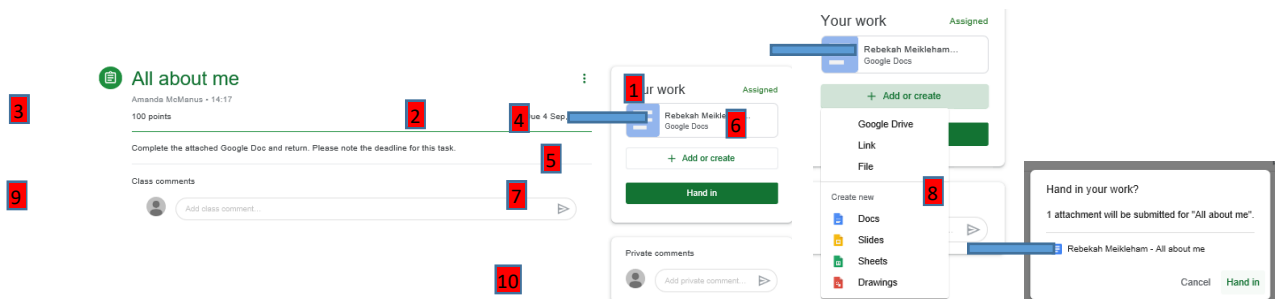 All about me
Amanda McManus • 14:17
100 points
ue 4 Sep,
Complete the attached Google Doc and return. Please note the deadline for this task.
Class comments
Add class comment...
3
9
2
4
5
7
10
1
ur work
Assigned
Rebekah Meikle
Google Docs
6
+ Add or create
Hand in
Private comments
Add private comment...
Your work
Assigned
Rebekah Meikleham...
Google Docs
+ Add or create
Google Drive
Link
File
8
Create new
Docs
Slides
Sheets
Drawings
Hand in your work?
1 attachment will be submitted for "All about me".
Rebekah Meikleham - All about me
Cancel Hand in